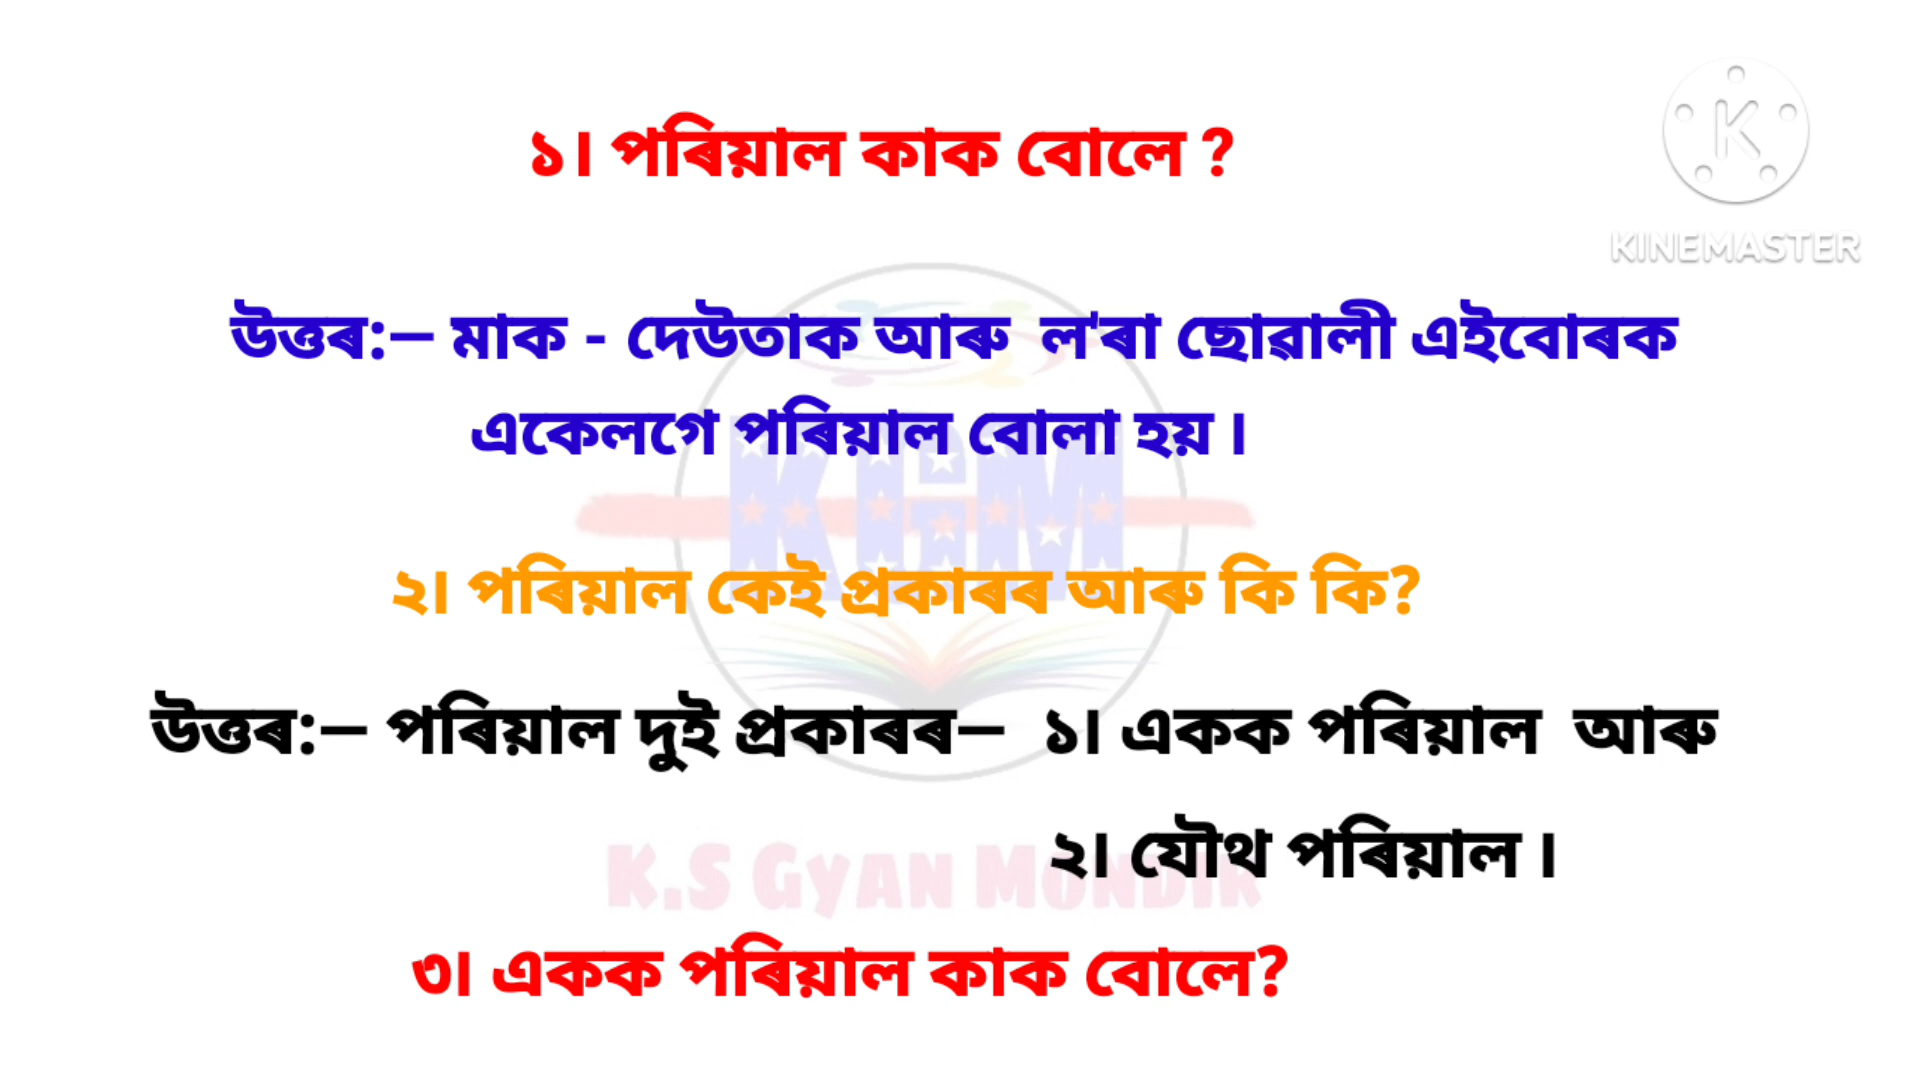 ১। পৰিয়াল কাক বোলে ?
K
KINEMASTER
উত্তৰ:– মাক - দেউতাক আৰু ল'ৰা ছোৱালী এইবোৰক
একেলগে পৰিয়াল বোলা হয় ।
KGM
২। পৰিয়াল কেই প্ৰকাৰৰ আৰু কি কি?
উত্তৰ:– পৰিয়াল দুই প্ৰকাৰৰ– ১। একক পৰিয়াল আৰু
২। যৌথ পৰিয়াল ।
K.S GYAN MONDIR
৩। একক পৰিয়াল কাক বোলে?